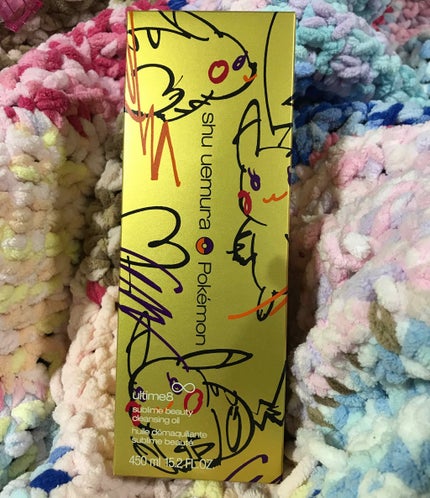 shu uemura Pokémon
ultime8
sublime beauty
cleansing oil
huile démaquillante
sublime beauté
450 ml 15.2 FL.OZ.